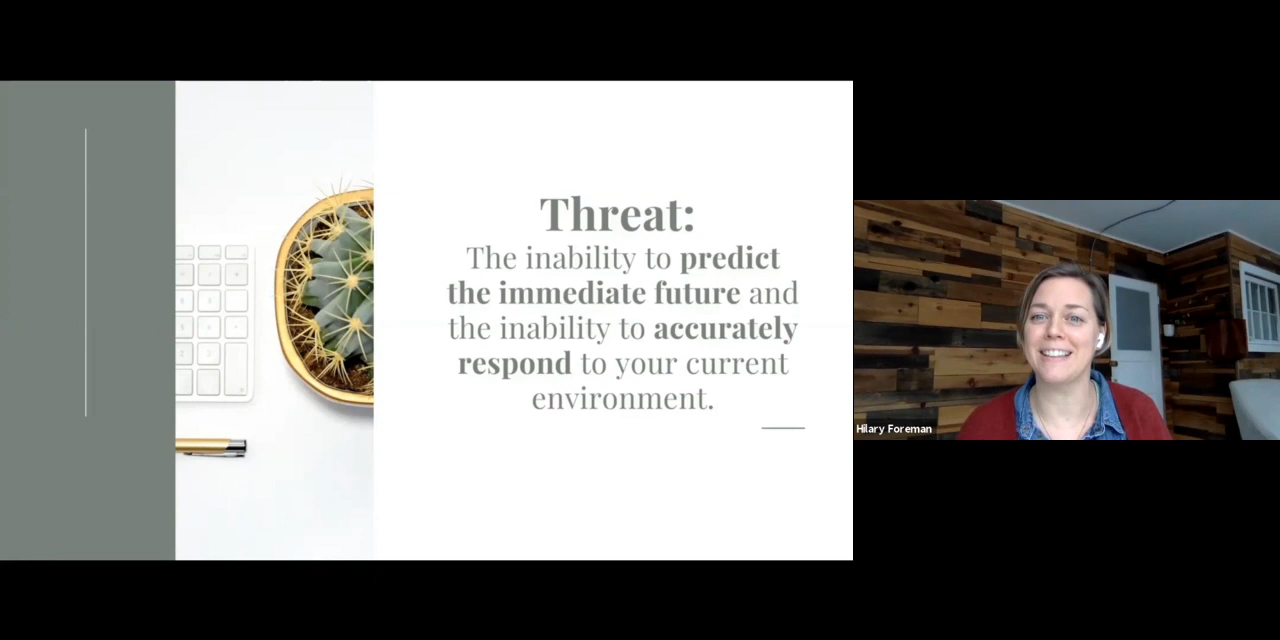 Threat:
The inability to predict
the immediate future and
the inability to accurately
respond to your current
environment.
Hilary Foreman